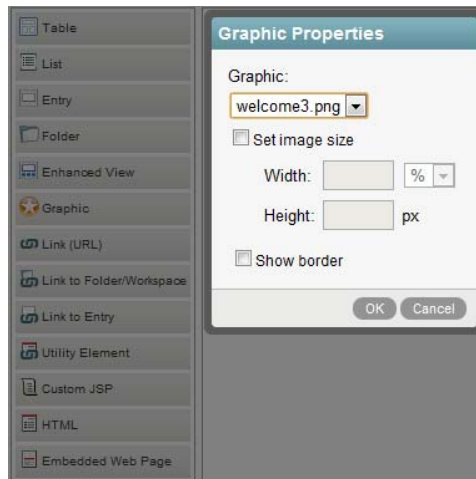 Table
List
Entry
Folder
Enhanced View
Graphic
Link (URL)
Link to Folder/Workspace
Link to Entry
Utility Element
Custom JSP
HTML
Embedded Web Page
Graphic Properties
Graphic:
welcome3.png
Set image size
Width: %
Height: px
Show border
OK Cancel